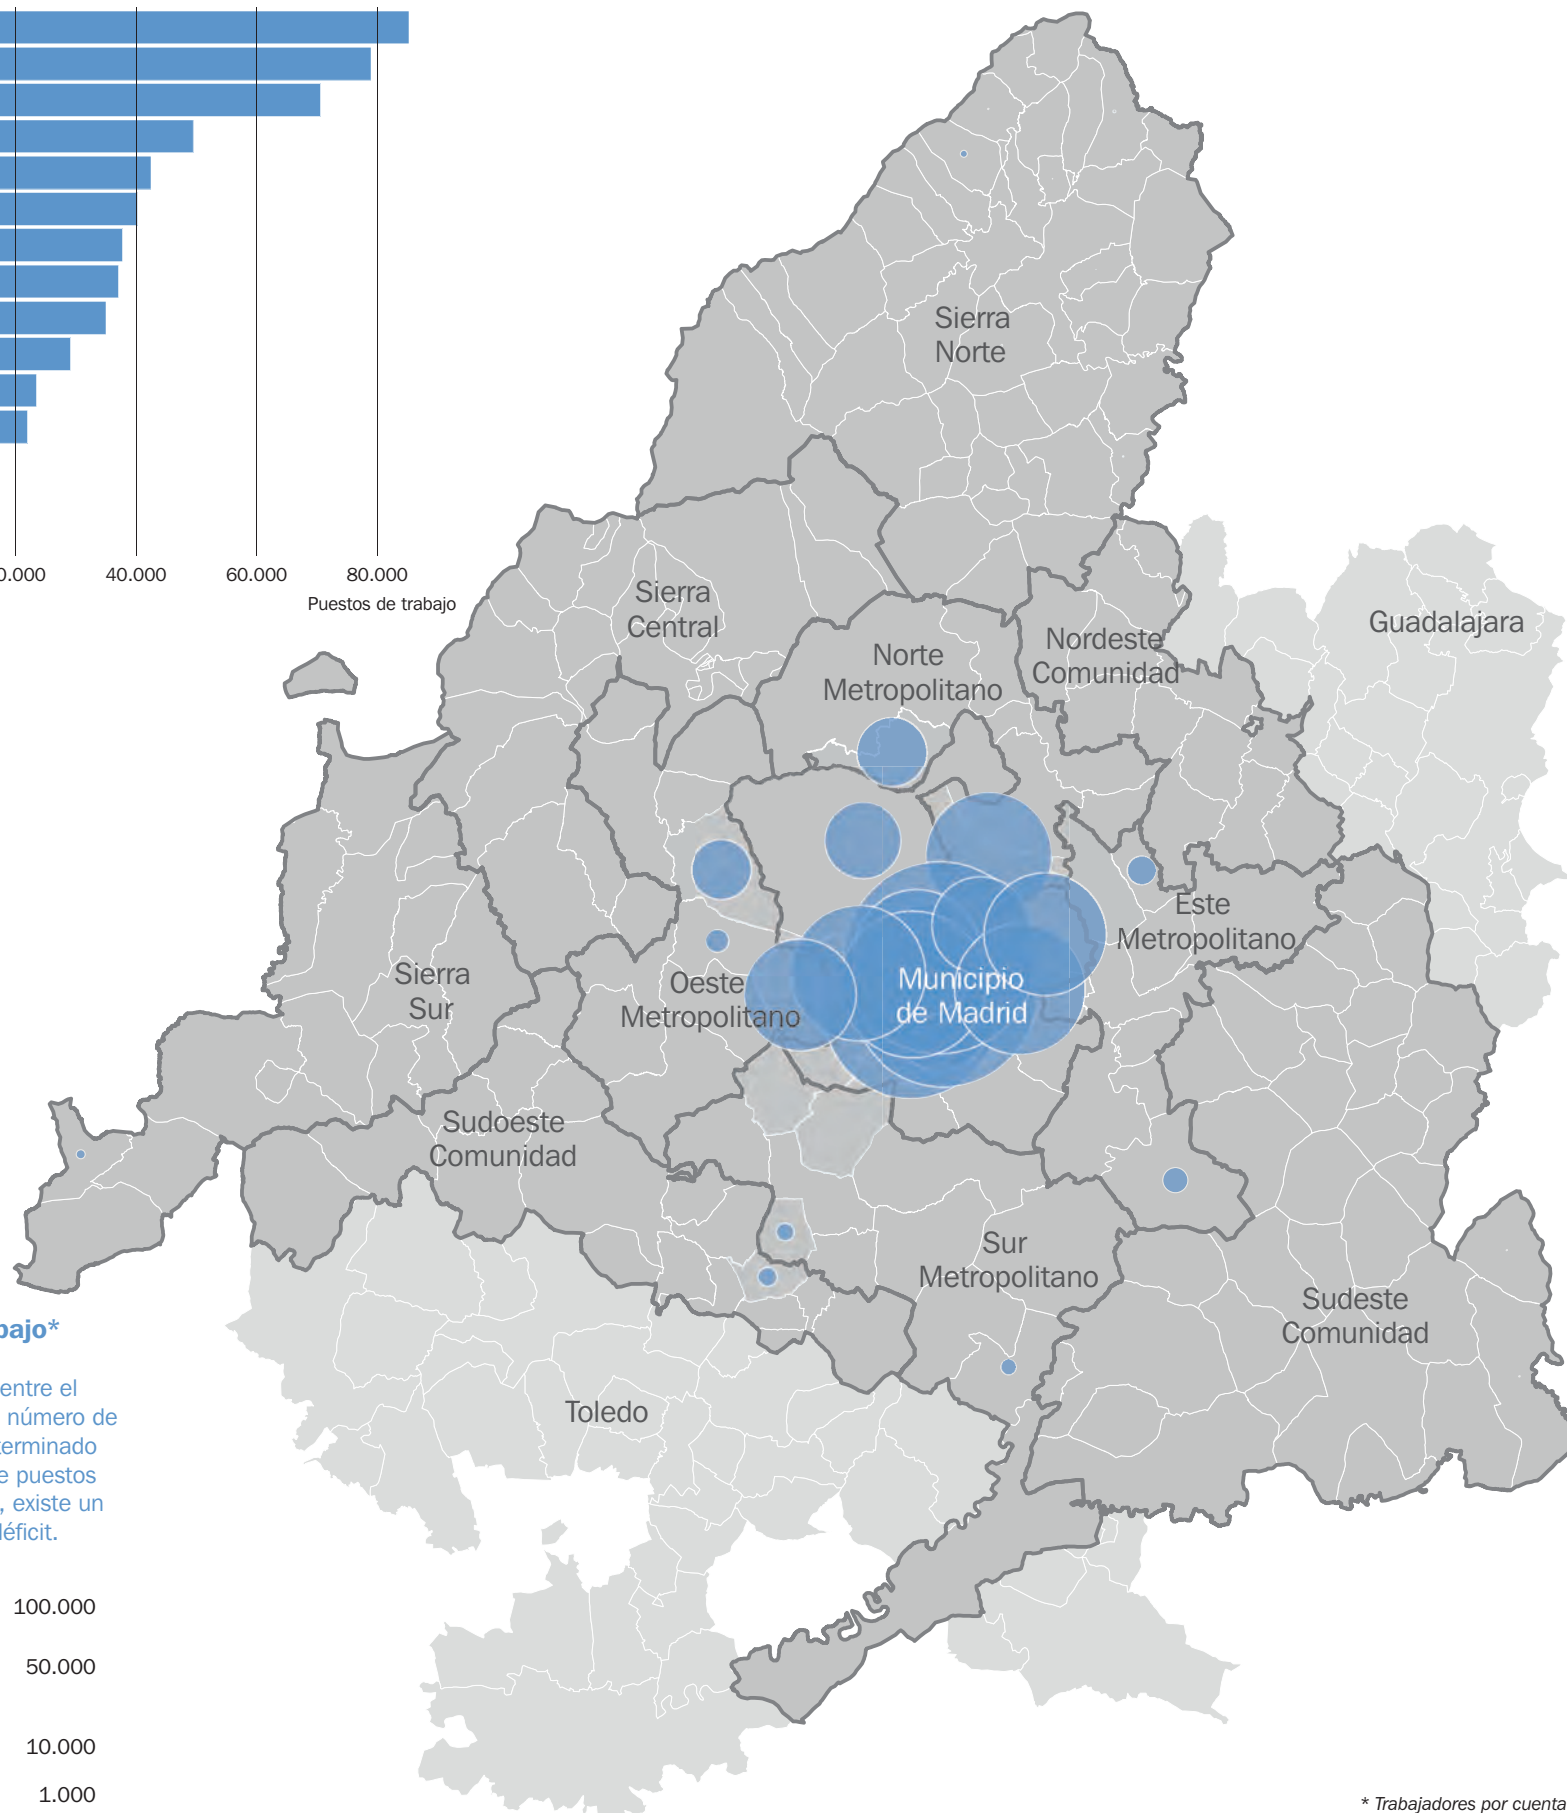 0.000
40.000
60.000
80.000
Puestos de trabajo
Sierra
Norte
Sierra
Central
Guadalajara
Norte
Metropolitano
Nordeste
Comunidad
Este
Metropolitano
Sierra
Sur
Oeste
Metropolitano
Municipio
de Madrid
Sudoeste
Comunidad
Sur
Metropolitano
Sudeste
Comunidad
Toledo
bajo*
entre el
número de
terminado
e puestos
, existe un
déficit.
100.000
50.000
10.000
1.000
* Trabajadores por cuenta